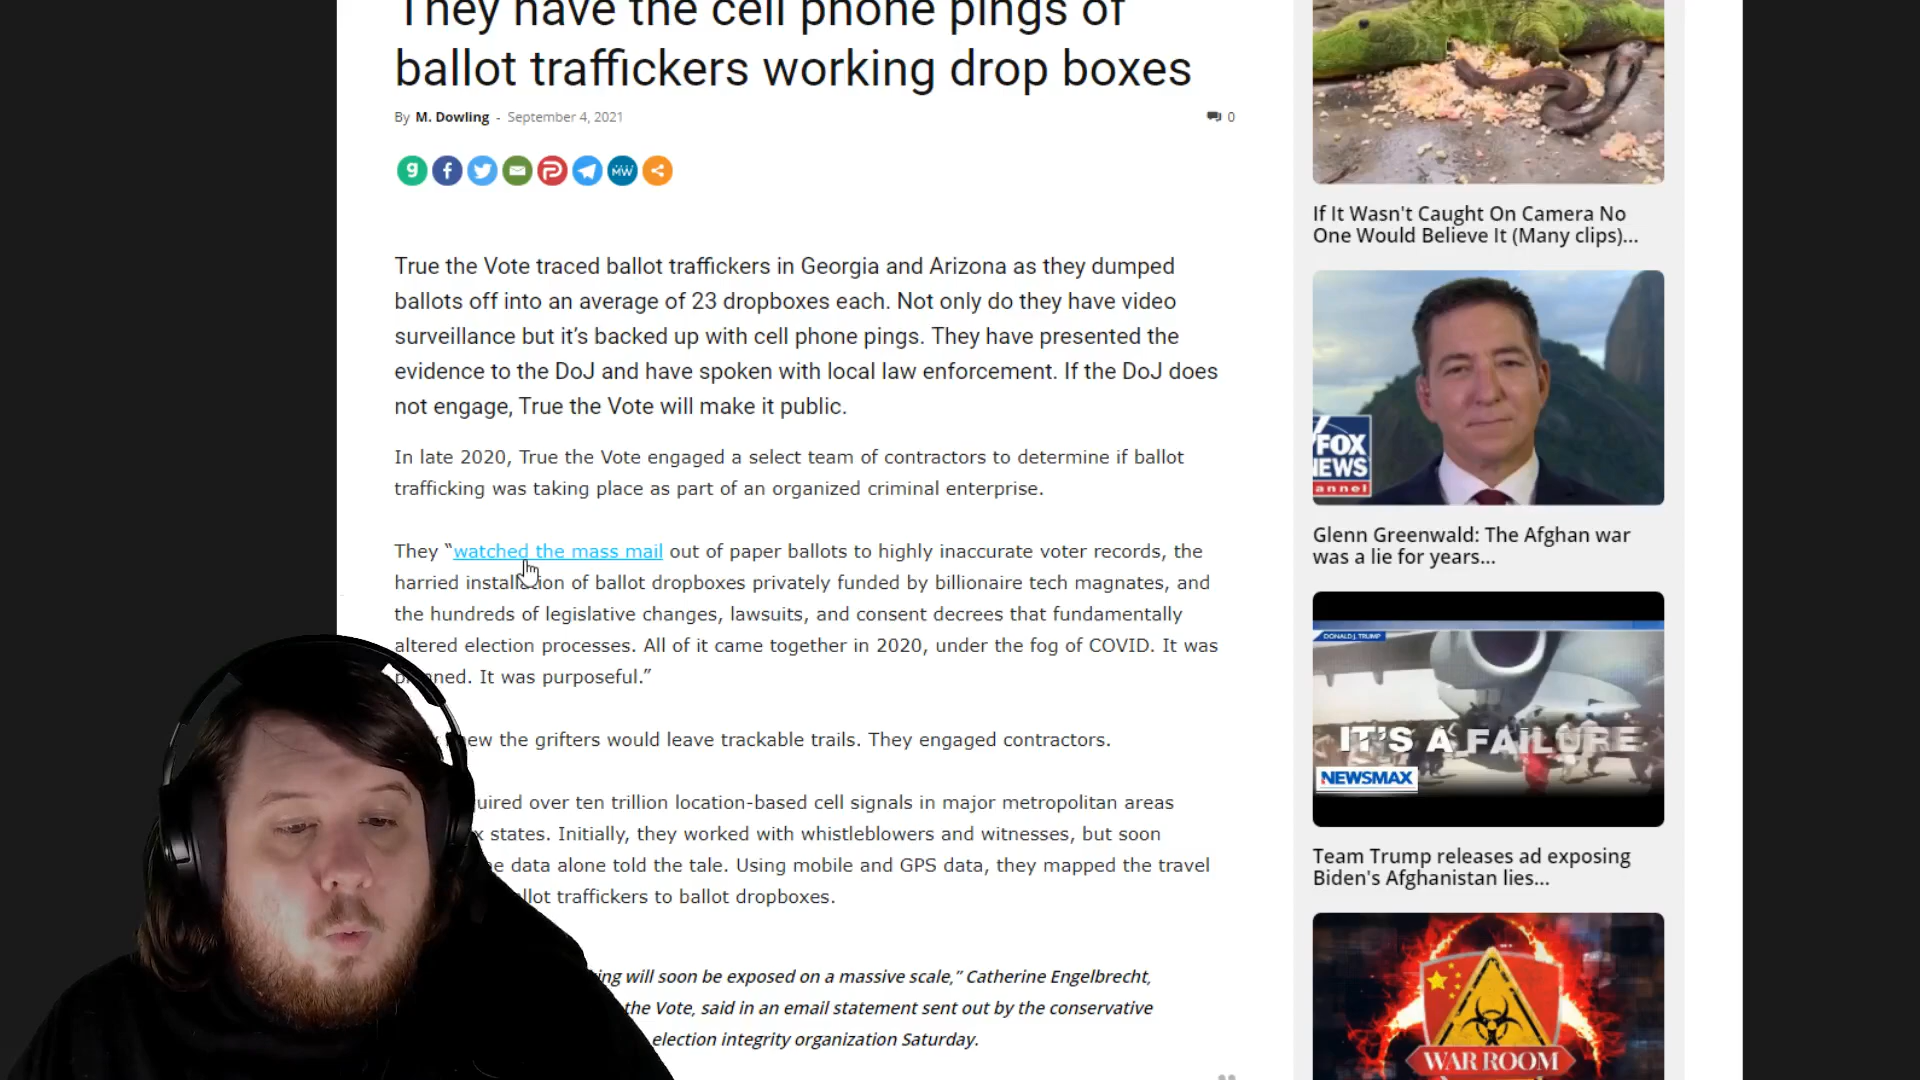 They have the cell phone pings of
ballot traffickers working drop boxes
By M. Dowling - September 4, 2021
0
MW
True the Vote traced ballot traffickers in Georgia and Arizona as they dumped
ballots off into an average of 23 dropboxes each. Not only do they have video
surveillance but it’s backed up with cell phone pings. They have presented the
evidence to the DoJ and have spoken with local law enforcement. If the DoJ does
not engage, True the Vote will make it public.
In late 2020, True the Vote engaged a select team of contractors to determine if ballot
trafficking was taking place as part of an organized criminal enterprise.
They “watched the mass mail out of paper ballots to highly inaccurate voter records, the
harried installation of ballot dropboxes privately funded by billionaire tech magnates, and
the hundreds of legislative changes, lawsuits, and consent decrees that fundamentally
altered election processes. All of it came together in 2020, under the fog of COVID. It was
planned. It was purposeful.”
the grifters would leave trackable trails. They engaged contractors.
over ten trillion location-based cell signals in major metropolitan areas
states. Initially, they worked with whistleblowers and witnesses, but soon
data alone told the tale. Using mobile and GPS data, they mapped the travel
traffickers to ballot dropboxes.
will soon be exposed on a massive scale,” Catherine Engelbrecht,
the Vote, said in an email statement sent out by the conservative
election integrity organization Saturday.
If It Wasn't Caught On Camera No
One Would Believe It (Many clips)...
FOX
NEWS
Glenn Greenwald: The Afghan war
was a lie for years...
DONALD J. TRUMP
IT'S A FAILURE
NEWSMAX
Team Trump releases ad exposing
Biden's Afghanistan lies...
WAR ROOM